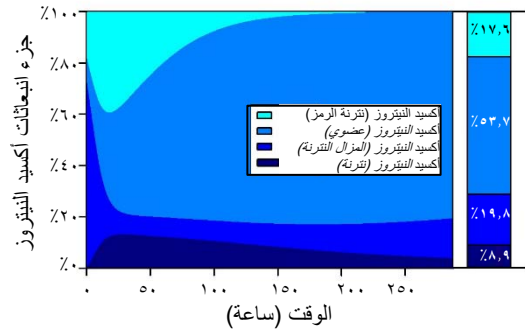 جزء انبعاثات أكسيد النيتروز
٪١٠٠
٪٨٠
٪٦٠
٪٤٠
٪٢٠
٪٠
أكسيد النيتروز (نترنة الرمز)
أكسيد النيتروز (عضوي)
أكسيد النيتروز (المزال النترنة)
أكسيد النيتروز (نترنة)
٪١٧,٦
٪٥٣,٧
٪١٩,٨
٪٨,٩
٠ ٥٠ ١٠٠ ١٥٠ ٢٠٠ ٢٥٠
الوقت (ساعة)